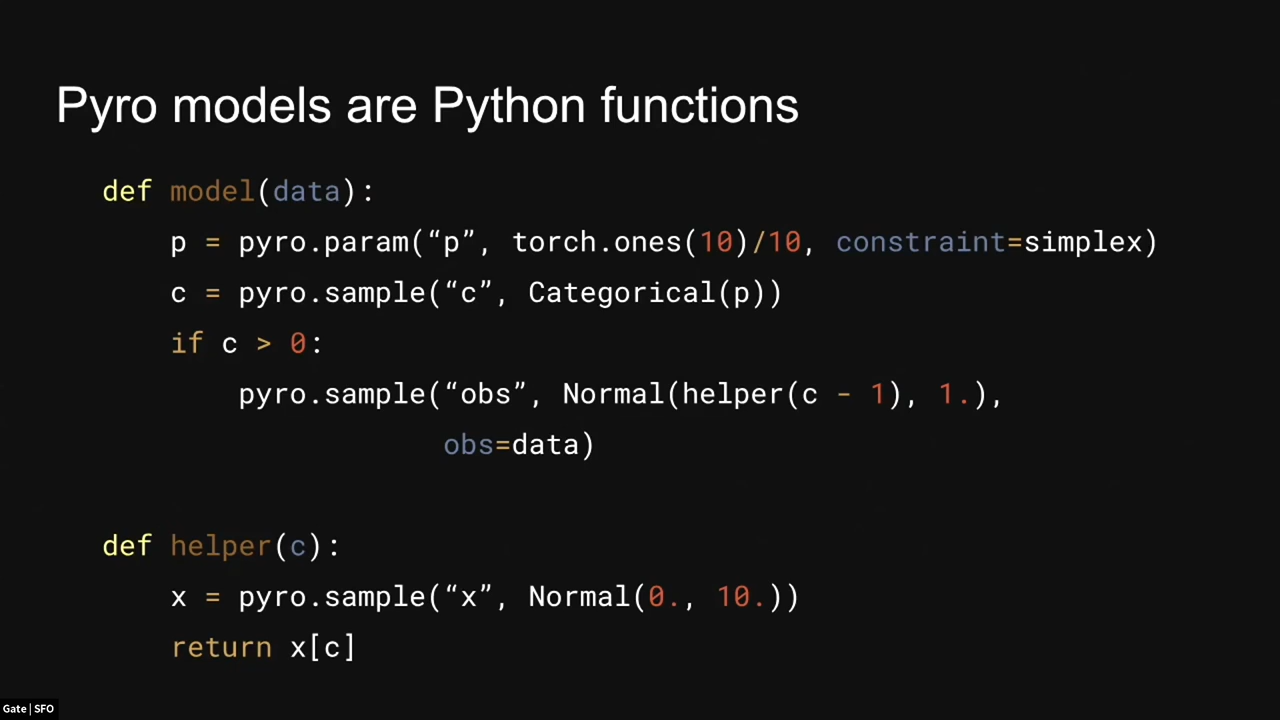 Pyro models are Python functions
def model(data):
p = pyro.param(“p”, torch.ones(10)/10, constraint=simplex)
c = pyro.sample(“c”, Categorical(p))
if c > 0:
pyro.sample(“obs”, Normal(helper(c - 1), 1.),
obs=data)
def helper(c):
x = pyro.sample(“x”, Normal(0., 10.))
return x[c]
Gate | SFO